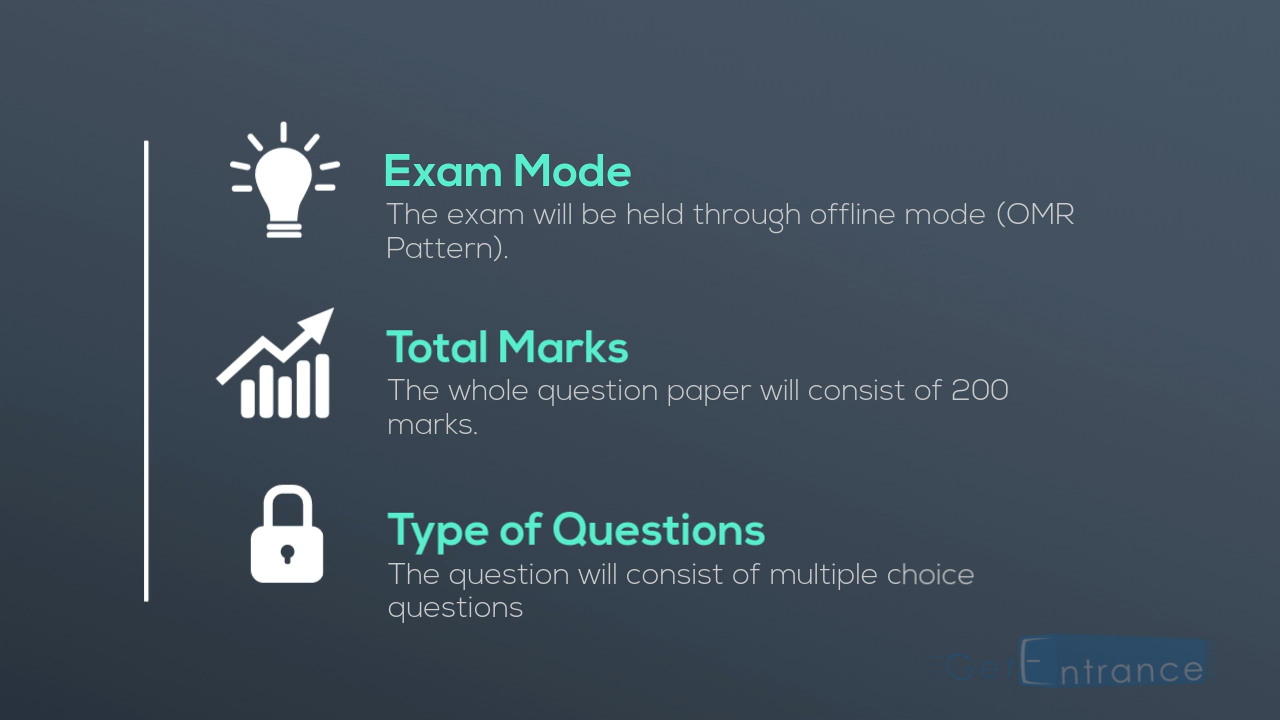 Exam Mode
The exam will be held through offline mode (OMR
Pattern).
Total Marks
The whole question paper will consist of 200
marks.
Type of Questions
The question will consist of multiple choice
questions
GetEntrance